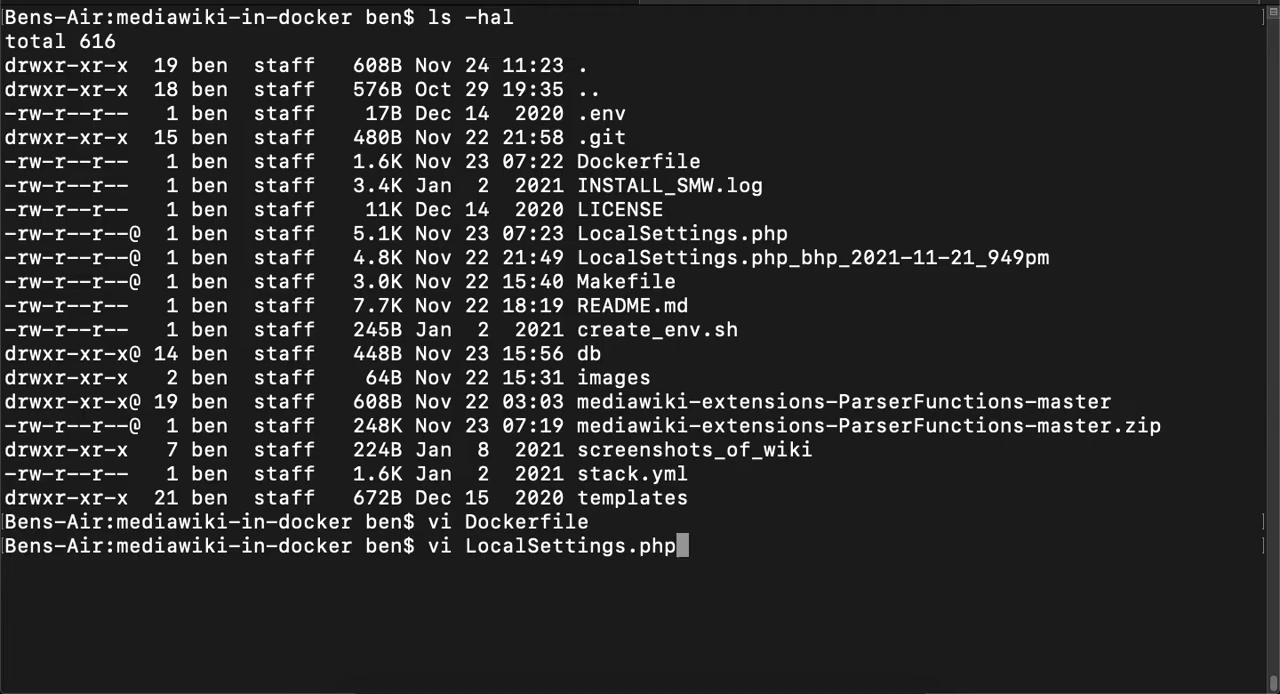 Bens-Air:mediawiki-in-docker ben$ ls -hal
total 616
drwxr-xr-x  19 ben  staff   608B Nov 24 11:23 .
drwxr-xr-x  18 ben  staff   576B Oct 29 19:35 ..
-rw-r--r--   1 ben  staff    17B Dec 14  2020 .env
drwxr-xr-x  15 ben  staff   480B Nov 22 21:58 .git
-rw-r--r--   1 ben  staff   1.6K Nov 23 07:22 Dockerfile
-rw-r--r--   1 ben  staff   3.4K Jan  2  2021 INSTALL_SMW.log
-rw-r--r--   1 ben  staff    11K Dec 14  2020 LICENSE
-rw-r--r--@  1 ben  staff   5.1K Nov 23 07:23 LocalSettings.php
-rw-r--r--@  1 ben  staff   4.8K Nov 22 21:49 LocalSettings.php_bhp_2021-11-21_949pm
-rw-r--r--@  1 ben  staff   3.0K Nov 22 15:40 Makefile
-rw-r--r--   1 ben  staff   7.7K Nov 22 18:19 README.md
-rw-r--r--   1 ben  staff   245B Jan  2  2021 create_env.sh
drwxr-xr-x@ 14 ben  staff   448B Nov 23 15:56 db
drwxr-xr-x   2 ben  staff    64B Nov 22 15:31 images
drwxr-xr-x@ 19 ben  staff   608B Nov 22 03:03 mediawiki-extensions-ParserFunctions-master
-rw-r--r--@  1 ben  staff   248K Nov 23 07:19 mediawiki-extensions-ParserFunctions-master.zip
drwxr-xr-x   7 ben  staff   224B Jan  8  2021 screenshots_of_wiki
-rw-r--r--   1 ben  staff   1.6K Jan  2  2021 stack.yml
drwxr-xr-x  21 ben  staff   672B Dec 15  2020 templates
Bens-Air:mediawiki-in-docker ben$ vi Dockerfile
Bens-Air:mediawiki-in-docker ben$ vi LocalSettings.php